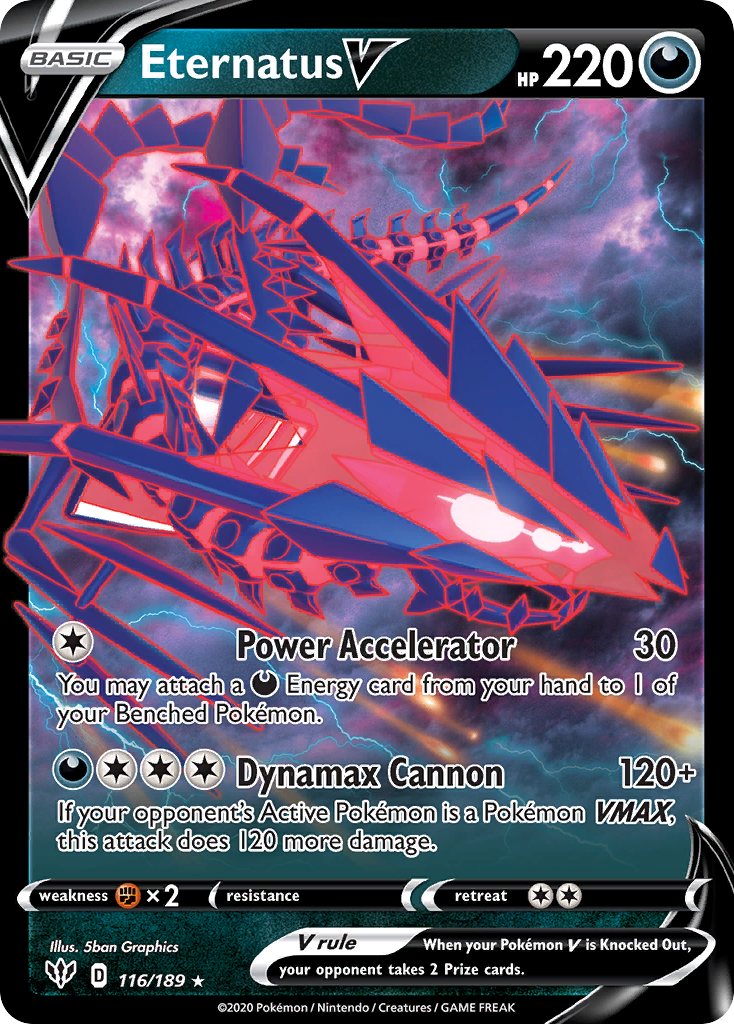 BASIC Eternatus V HP 220
Power Accelerator 30
You may attach a Energy card from your hand to 1 of
your Benched Pokémon.
Dynamax Cannon 120+
If your opponent's Active Pokémon is a Pokémon VMAX,
this attack does 120 more damage.
weakness ×2 resistance retreat
Illus. 5ban Graphics
V rule When your Pokémon V is Knocked Out,
your opponent takes 2 Prize cards.
D 116/189 ★
©2020 Pokémon / Nintendo / Creatures / GAME FREAK